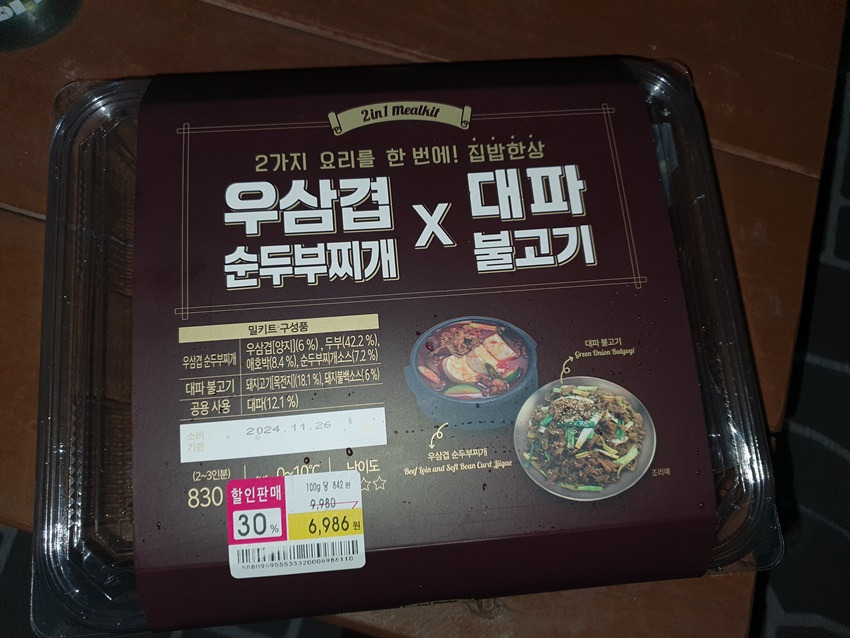 2in1 Mealkit
2가지 요리를 한 번에! 집밥한상
우삼겹 순두부찌개 X 대파 불고기
밀키트 구성품
우삼겹 순두부찌개 우삼겹[양지](6 %), 두부(42.2 %),
애호박(8.4 %), 순두부찌개소스(7.2 %)
대파 불고기 돼지고기[목전지](18.1 %), 돼지불백소스( 6 %)
공용 사용 대파(12.1 %)
소비
기한
2024.11.26
대파 불고기
Green Onion Bulgogi
우삼겹 순두부찌개
Beef Loin and Soft Bean Curd Jjigae
조리예
(2~3인분) 0~10℃ 난이도
830
할인판매
30 %
100g 당 842 원
9,980
6,986 원